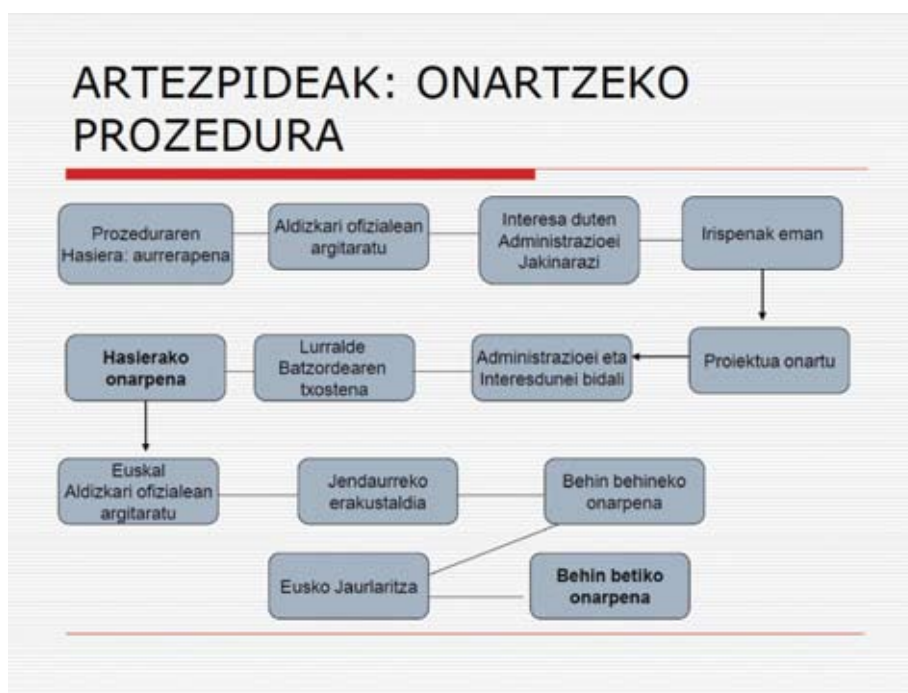 ARTEZPIDEAK: ONARTZEKO
PROZEDURA
Prozeduraren
Hasiera: aurrerapena
Aldizkari ofizialean
argitaratu
Interesa duten
Administrazioei
Jakinarazi
Irispenak eman
Proiektua onartu
Administrazioei eta
Interesdunei bidali
Lurralde
Batzordearen
txostena
Hasierako
onarpena
Euskal
Aldizkari ofizialean
argitaratu
Jendaurreko
erakustaldia
Behin behineko
onarpena
Eusko Jaurlaritza
Behin betiko
onarpena